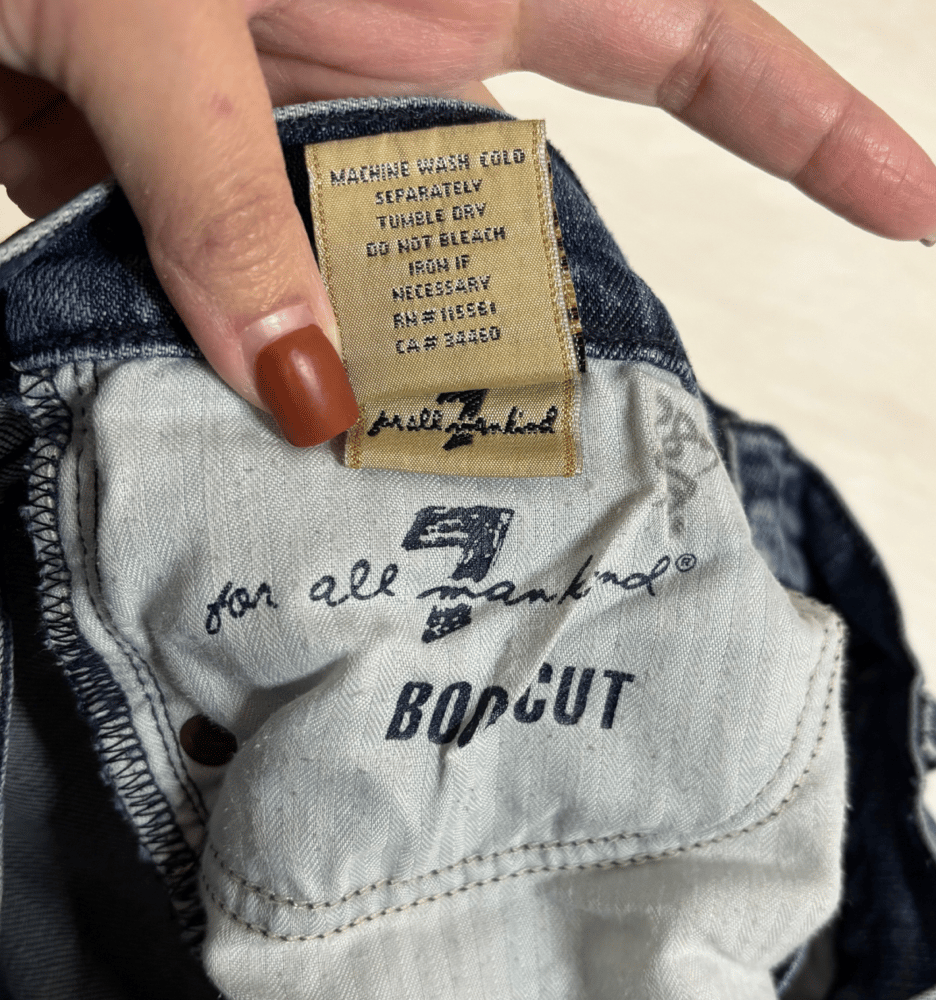 MACHINE WASH COLD
SEPARATELY
TUMBLE DRY
DO NOT BLEACH
IRON IF
NECESSARY
RN # 115561
CA# 34460
for all 7 mankind
for all 7 mankind®
BOOTCUT